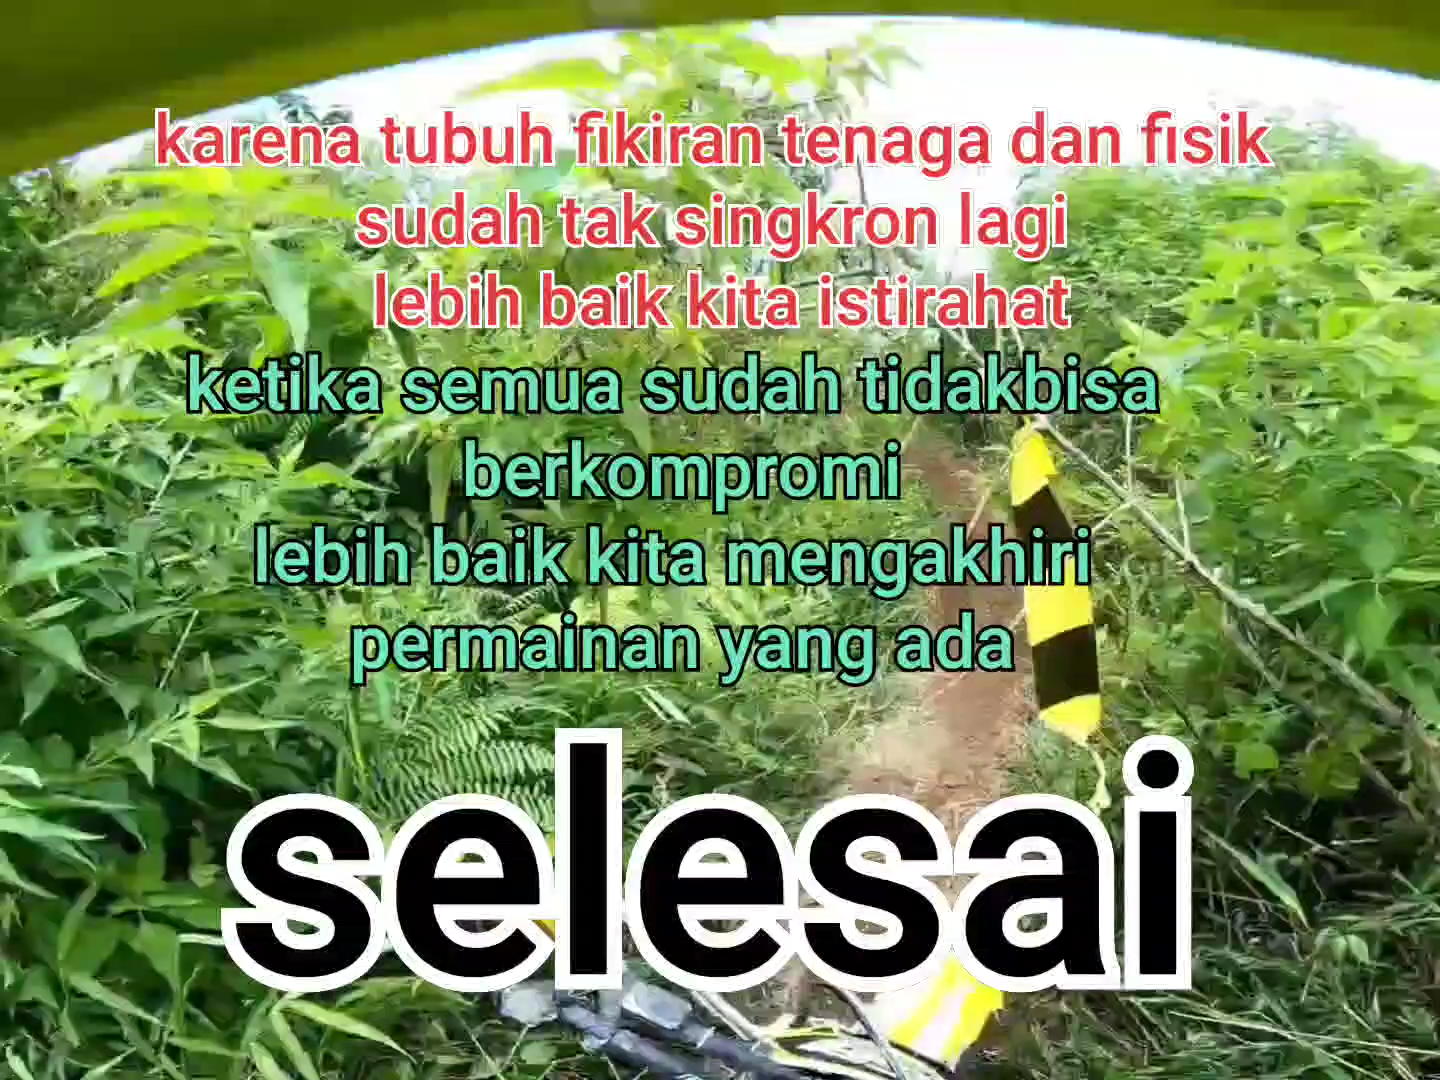 karena tubuh fikiran tenaga dan fisik
sudah tak singkron lagi
lebih baik kita istirahat
ketika semua sudah tidakbisa
berkompromi
lebih baik kita mengakhiri
permainan yang ada
selesai